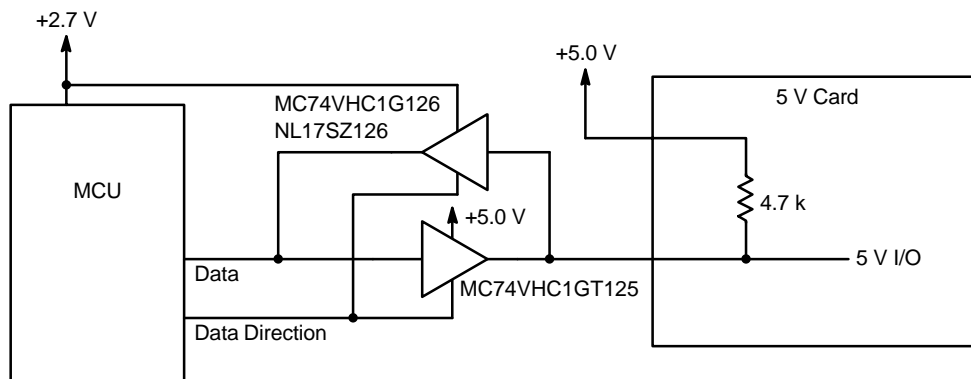 +2.7 V
+5.0 V
5 V Card
MC74VHC1G126
NL17SZ126
MCU
4.7 k
+5.0 V
5 V I/O
Data
MC74VHC1GT125
Data Direction